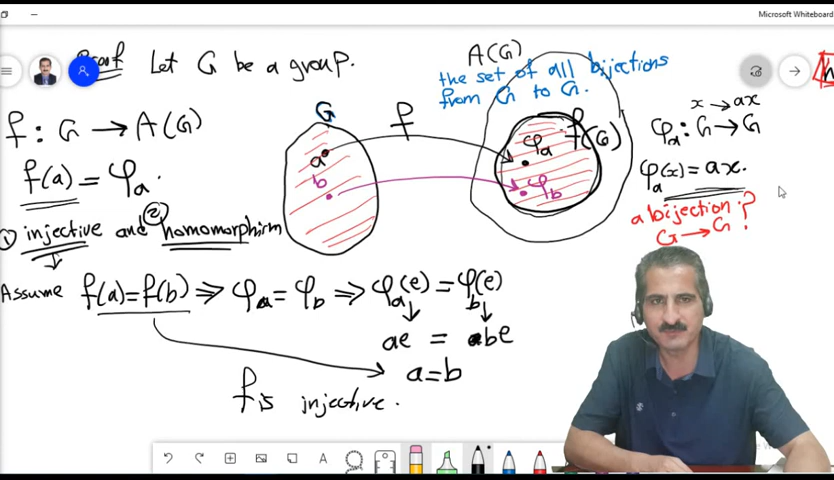 Microsoft Whiteboard
Proof Let G be a group.
A(G)
the set of all bijections
from G to G.
f : G → A(G)
f(a) = φa.
① injective and ② homomorphism
G
f
a
b
f(G)
φa
φb
x → ax
φa : G → G
φa(x) = ax.
a bijection ?
G → G
Assume f(a) = f(b) ⇒ φa = φb ⇒ φa(e) = φb(e)
ae = be
a = b
f is injective.
A